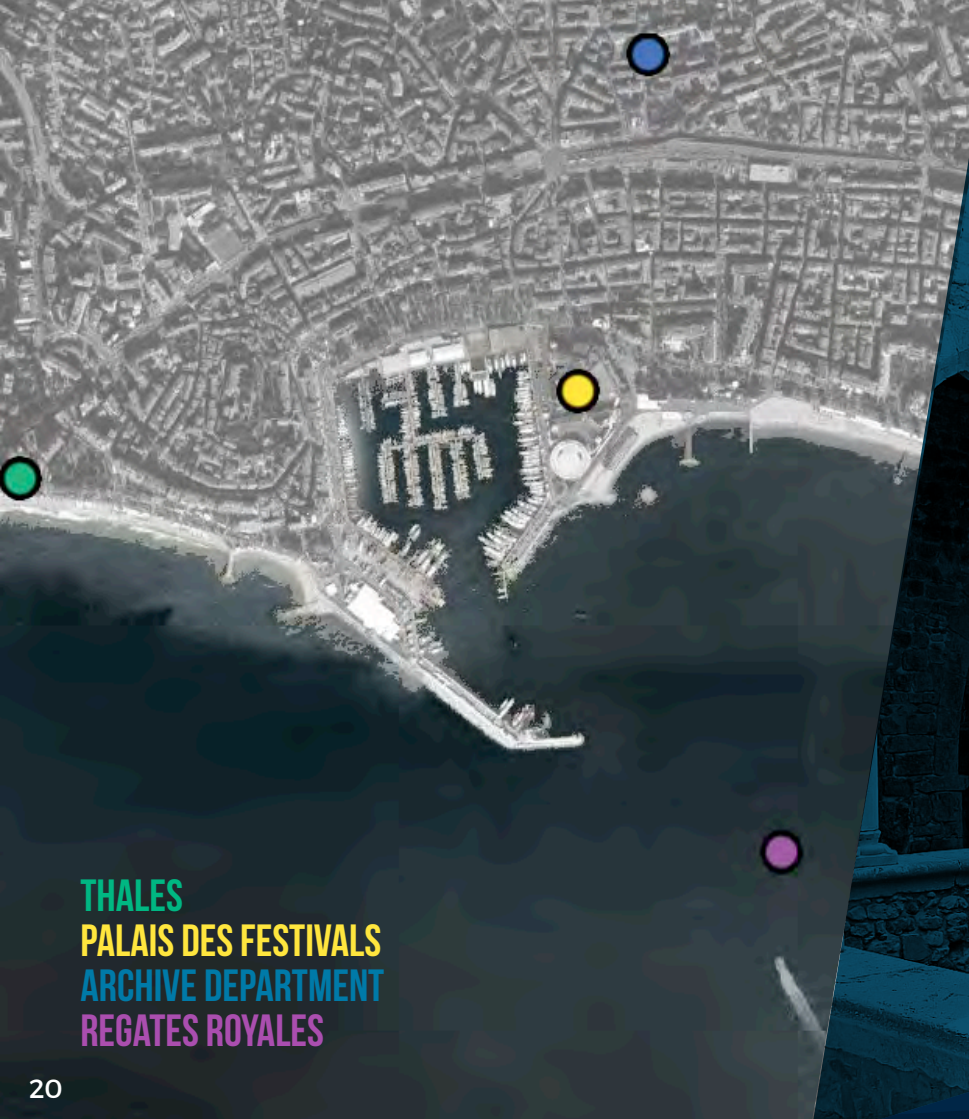 THALES
PALAIS DES FESTIVALS
ARCHIVE DEPARTMENT
REGATES ROYALES
20